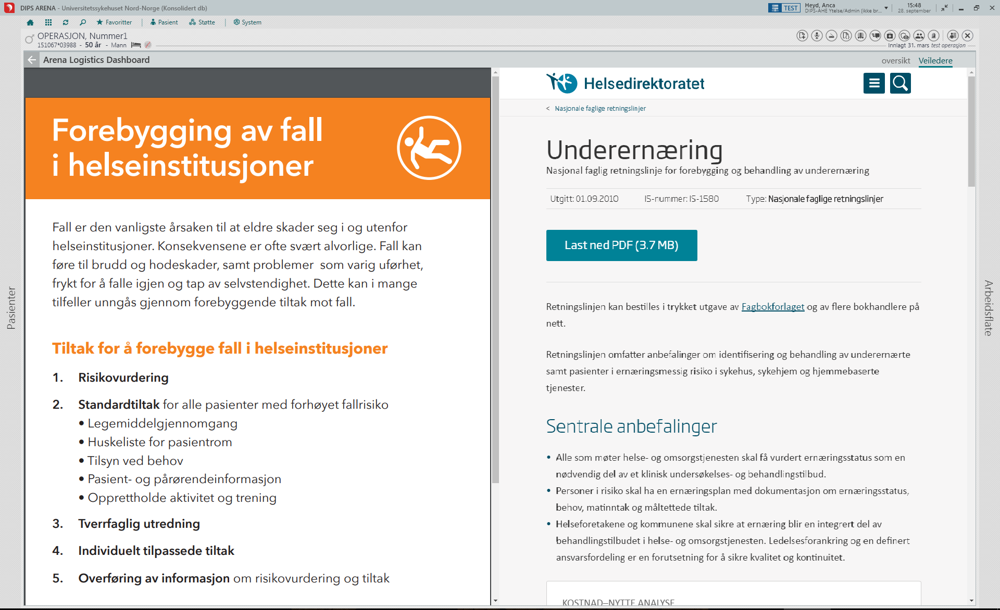 DIPS ARENA - Universitetssykehuset Nord-Norge (Konsolidert db)
TEST
Heyd, Anca
DIPS-AHE Ytelse/Admin (ikke br...
15:48
28. september
Favoritter
Pasient
Støtte
System
OPERASJON, Nummer1
151067*03988 - 50 år - Mann
Innlagt 31. mars test operasjon
Arena Logistics Dashboard
oversikt
Veiledere
Pasienter
Forebygging av fall
i helseinstitusjoner
Fall er den vanligste årsaken til at eldre skader seg i og utenfor
helseinstitusjoner. Konsekvensene er ofte svært alvorlige. Fall kan
føre til brudd og hodeskader, samt problemer som varig uførhet,
frykt for å falle igjen og tap av selvstendighet. Dette kan i mange
tilfeller unngås gjennom forebyggende tiltak mot fall.
Tiltak for å forebygge fall i helseinstitusjoner
1. Risikovurdering
2. Standardtiltak for alle pasienter med forhøyet fallrisiko
• Legemiddelgjennomgang
• Huskeliste for pasientrom
• Tilsyn ved behov
• Pasient- og pårørendeinformasjon
• Opprettholde aktivitet og trening
3. Tverrfaglig utredning
4. Individuelt tilpassede tiltak
5. Overføring av informasjon om risikovurdering og tiltak
Helsedirektoratet
< Nasjonale faglige retningslinjer
Underernæring
Nasjonal faglig retningslinje for forebygging og behandling av underernæring
Utgitt: 01.09.2010
IS-nummer: IS-1580
Type: Nasjonale faglige retningslinjer
Last ned PDF (3.7 MB)
Retningslinjen kan bestilles i trykket utgave av Fagbokforlaget og av flere bokhandlere på
nett.
Retningslinjen omfatter anbefalinger om identifisering og behandling av underernærte
samt pasienter i ernæringsmessig risiko i sykehus, sykehjem og hjemmebaserte
tjenester.
Sentrale anbefalinger
• Alle som møter helse- og omsorgstjenesten skal få vurdert ernæringsstatus som en
nødvendig del av et klinisk undersøkelses- og behandlingstilbud.
• Personer i risiko skal ha en ernæringsplan med dokumentasjon om ernæringsstatus,
behov, matinntak og måltettede tiltak.
• Helseforetakene og kommunene skal sikre at ernæring blir en integrert del av
behandlingstilbudet i helse- og omsorgstjenesten. Ledelsesforankring og en definert
ansvarsfordeling er en forutsetning for å sikre kvalitet og kontinuitet.
KOSTNAD–NYTTE ANALYSE
Arbeidsflate